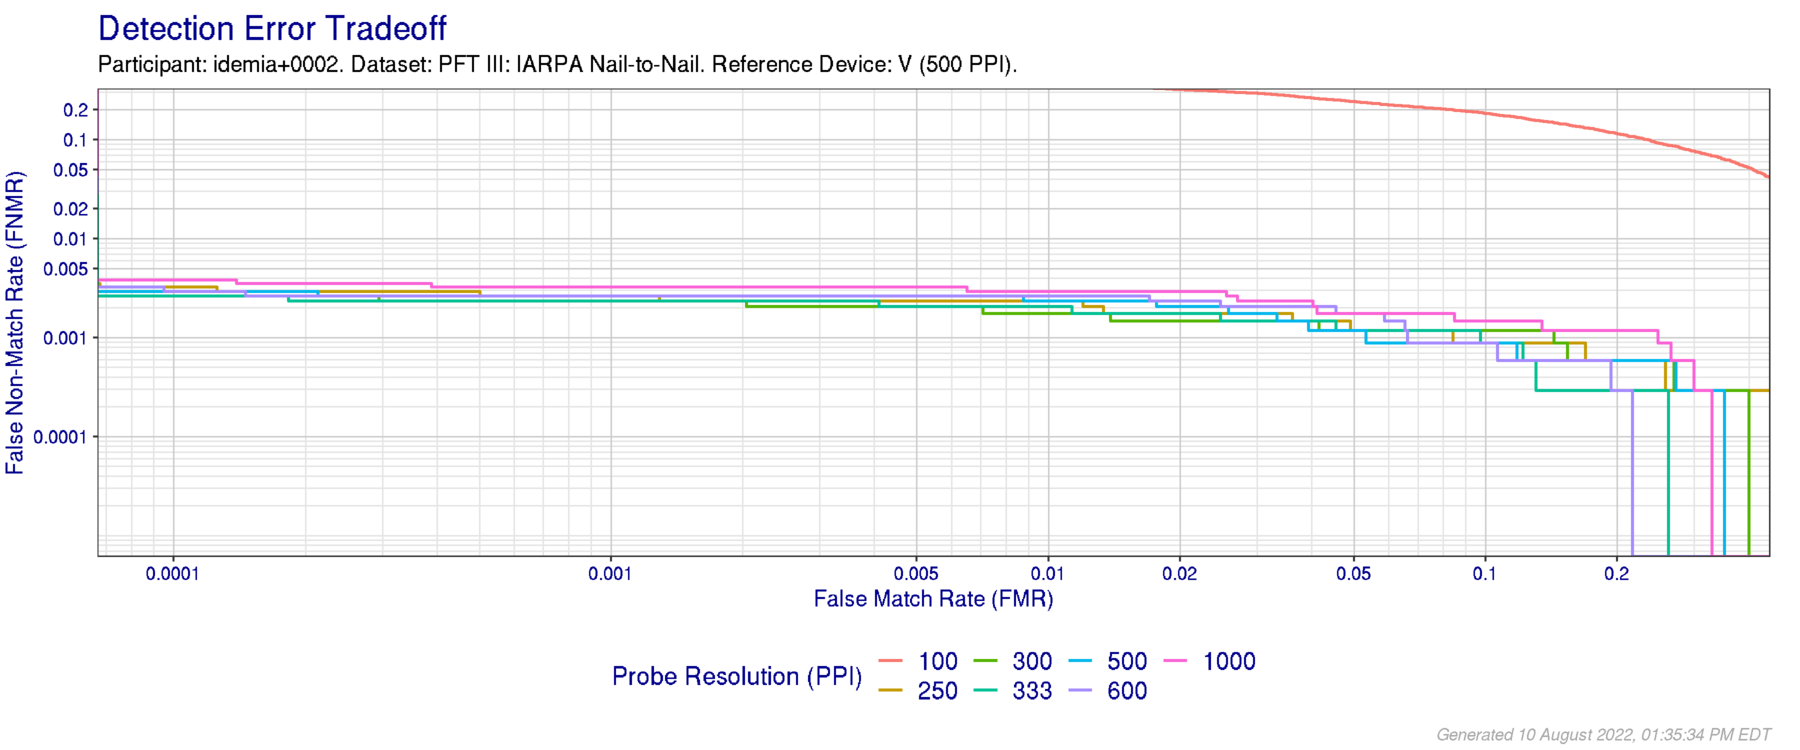 Detection Error Tradeoff
Participant: idemia+0002. Dataset: PFT III: IARPA Nail-to-Nail. Reference Device: V (500 PPI).
False Non-Match Rate (FNMR)
0.2
0.1
0.05
0.02
0.01
0.005
0.001
0.0001
0.0001 0.001 0.005 0.01 0.02 0.05 0.1 0.2
False Match Rate (FMR)
Probe Resolution (PPI)
100 300 500 1000
250 333 600
Generated 10 August 2022, 01:35:34 PM EDT